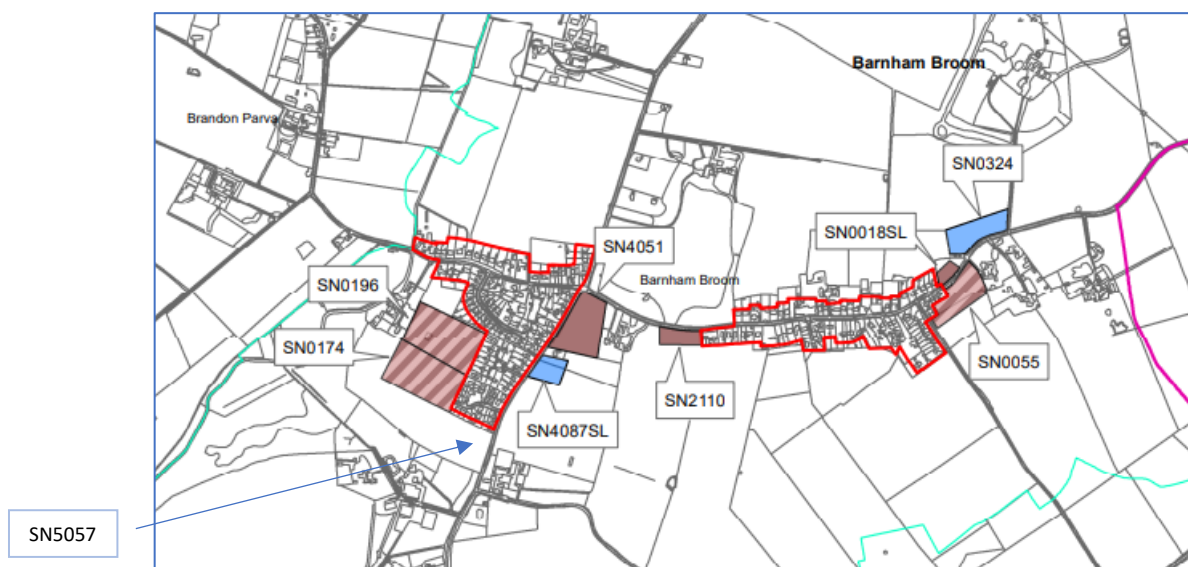 Barnham Broom
Brandon Parva
SN0324
SN0018SL
SN4051
Barnham Broom
SN0196
SN0174
SN0055
SN2110
SN4087SL
SN5057